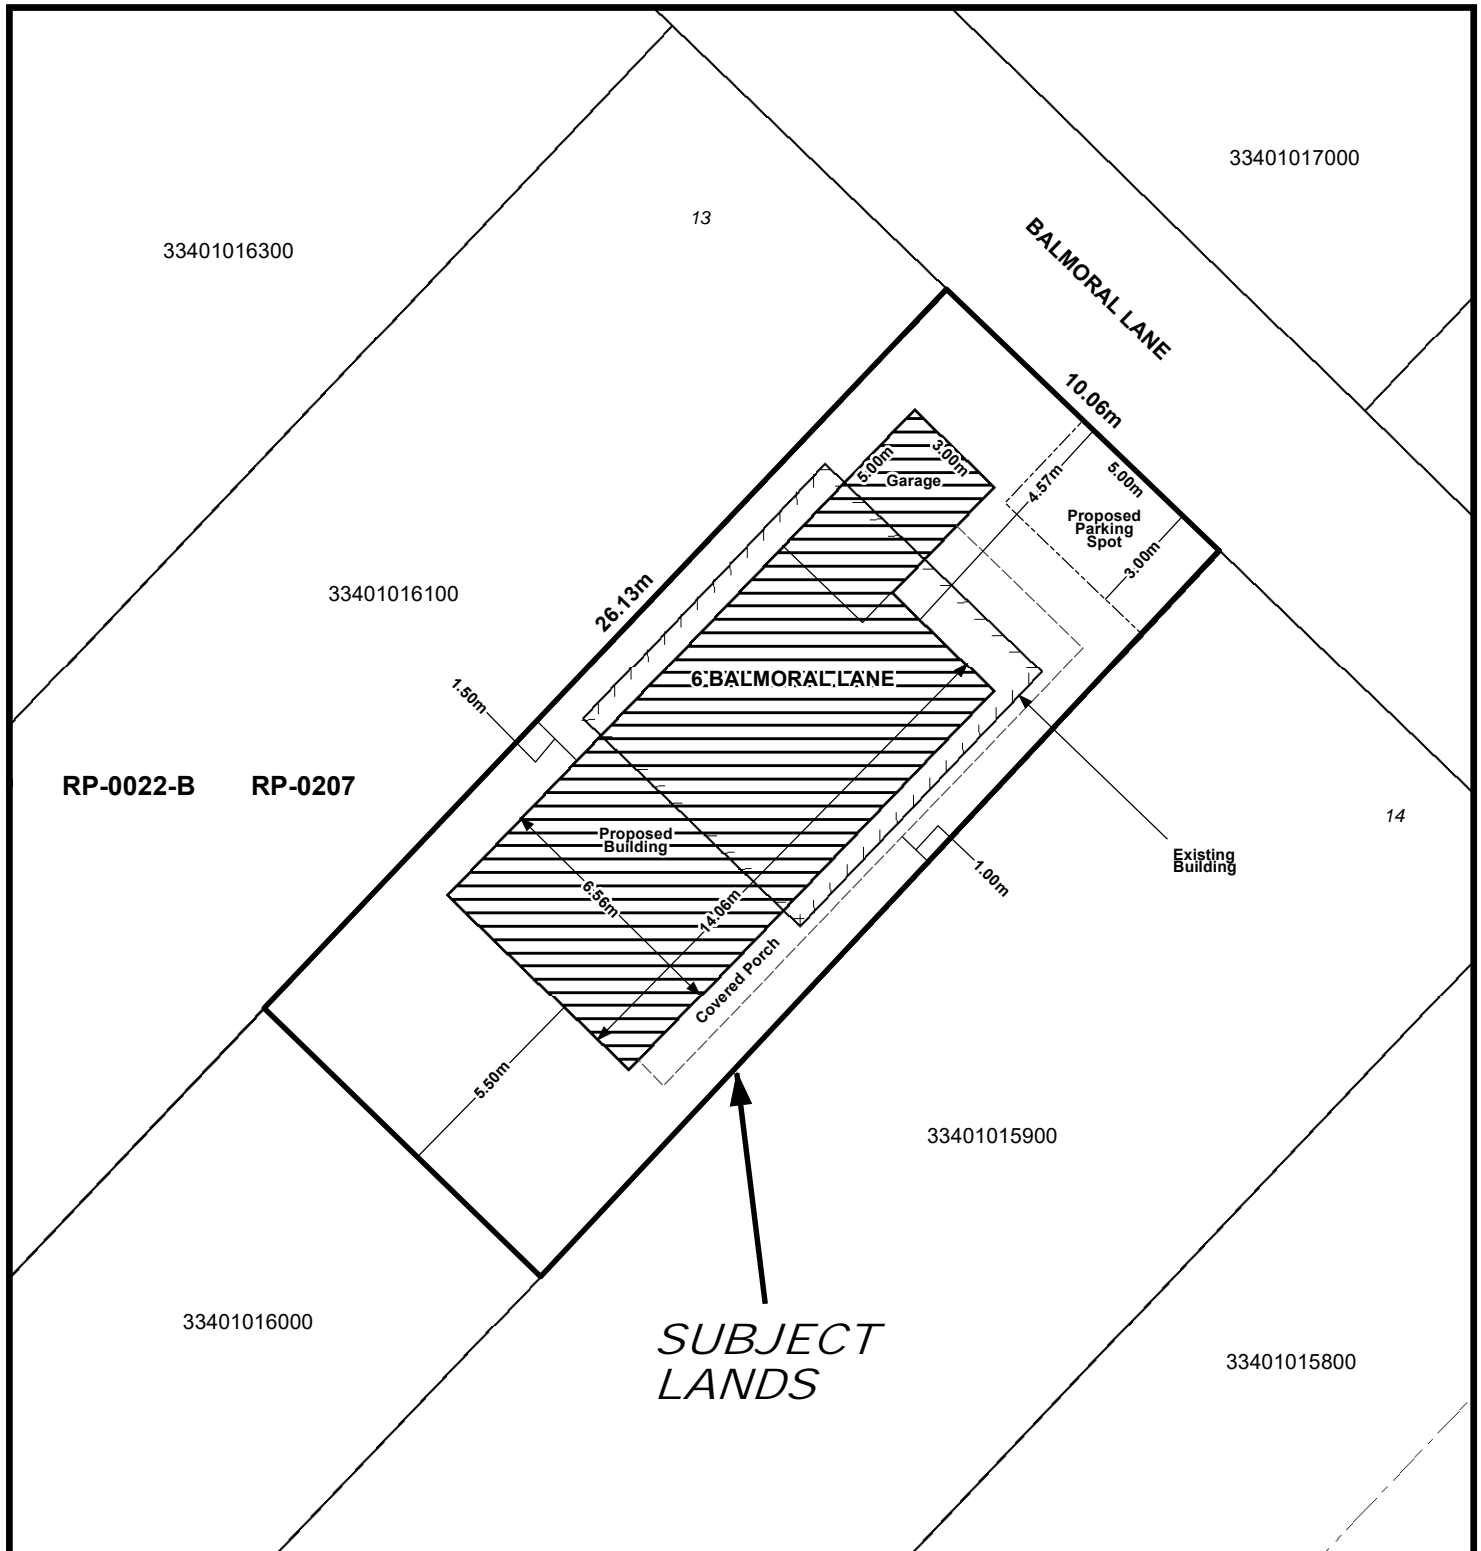 33401017000
13
33401016300
BALMORAL LANE
10.06m
5.00m
3.00m
Garage
4.57m
5.00m
Proposed
Parking
Spot
3.00m
33401016100
26.13m
6 BALMORAL LANE
1.50m
RP-0022-B
RP-0207
14
Proposed
Building
Existing
Building
1.00m
6.56m
14.06m
Covered Porch
5.50m
33401015900
33401016000
SUBJECT
LANDS
33401015800